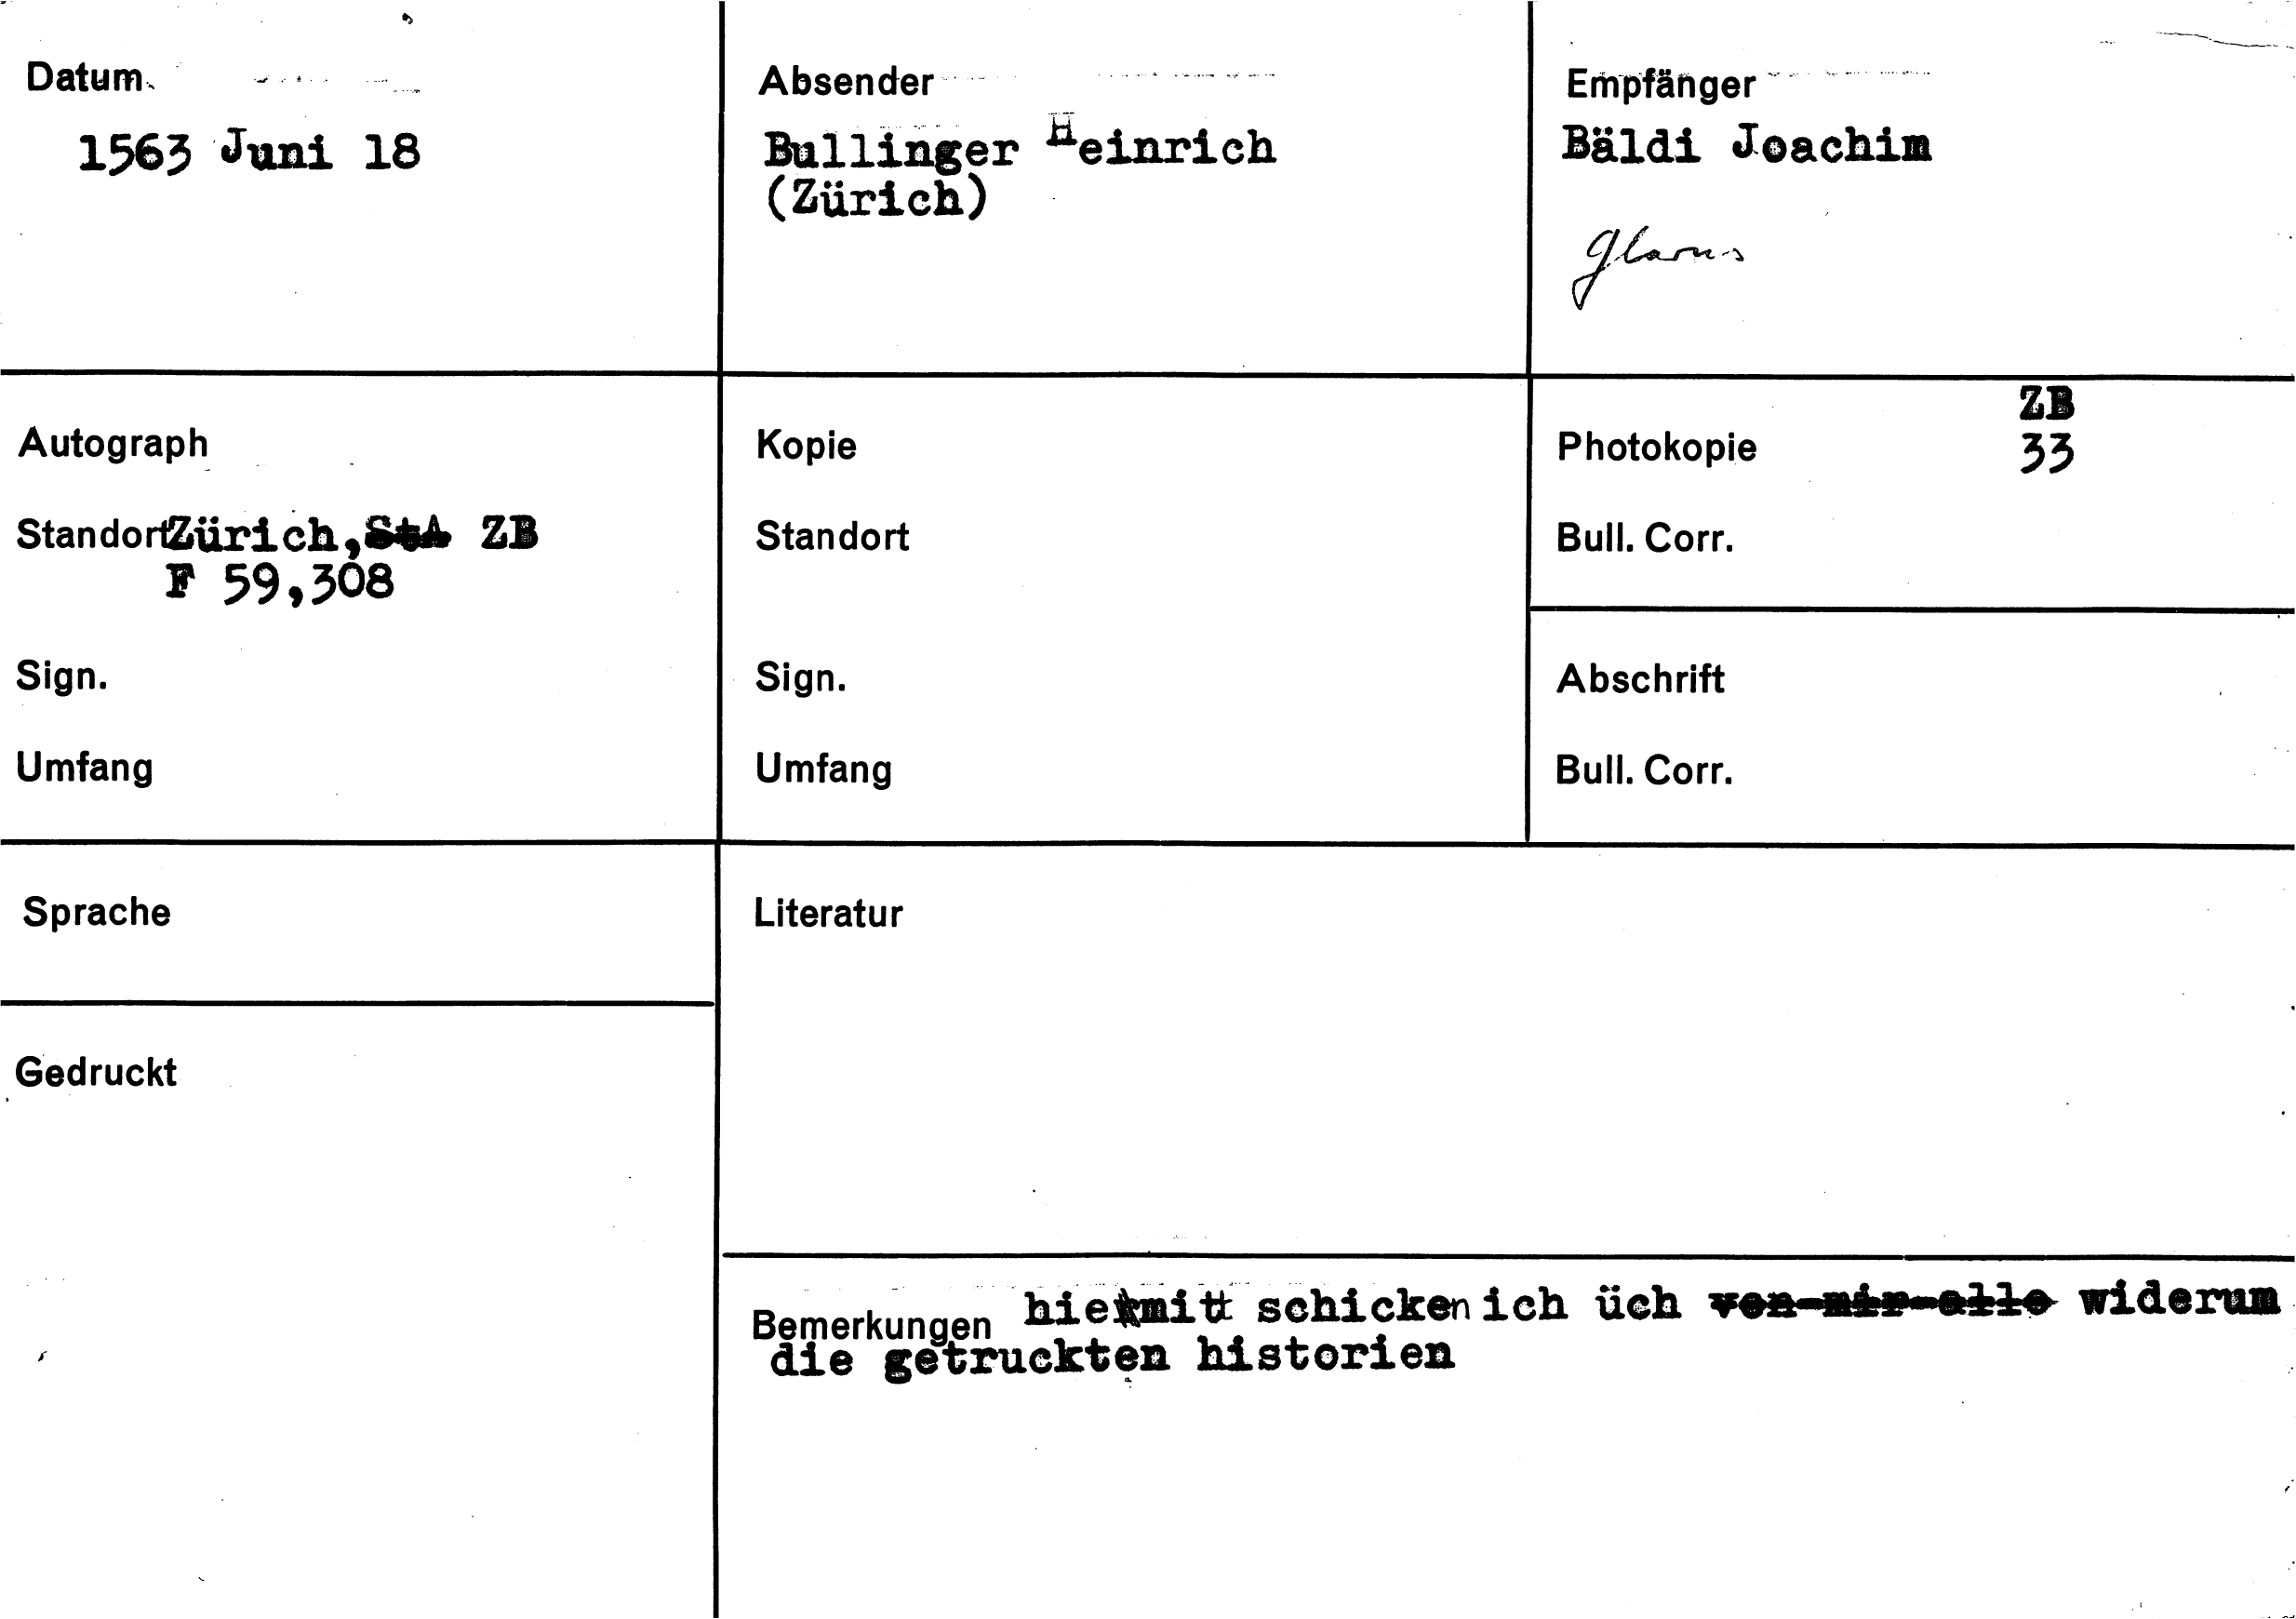 Datum
1563 Juni 18
Absender
Bullinger Heinrich
(Zürich)
Empfänger
Bäldi Joachim
Glarus
Autograph
Standort Zürich, StA ZB
F 59,308
Sign.
Umfang
Kopie
Standort
Sign.
Umfang
ZB
Photokopie 33
Bull. Corr.
Abschrift
Bull. Corr.
Sprache
Gedruckt
Literatur
Bemerkungen hiemitt schicken ich üch von mir alle widerum
die getruckten historien